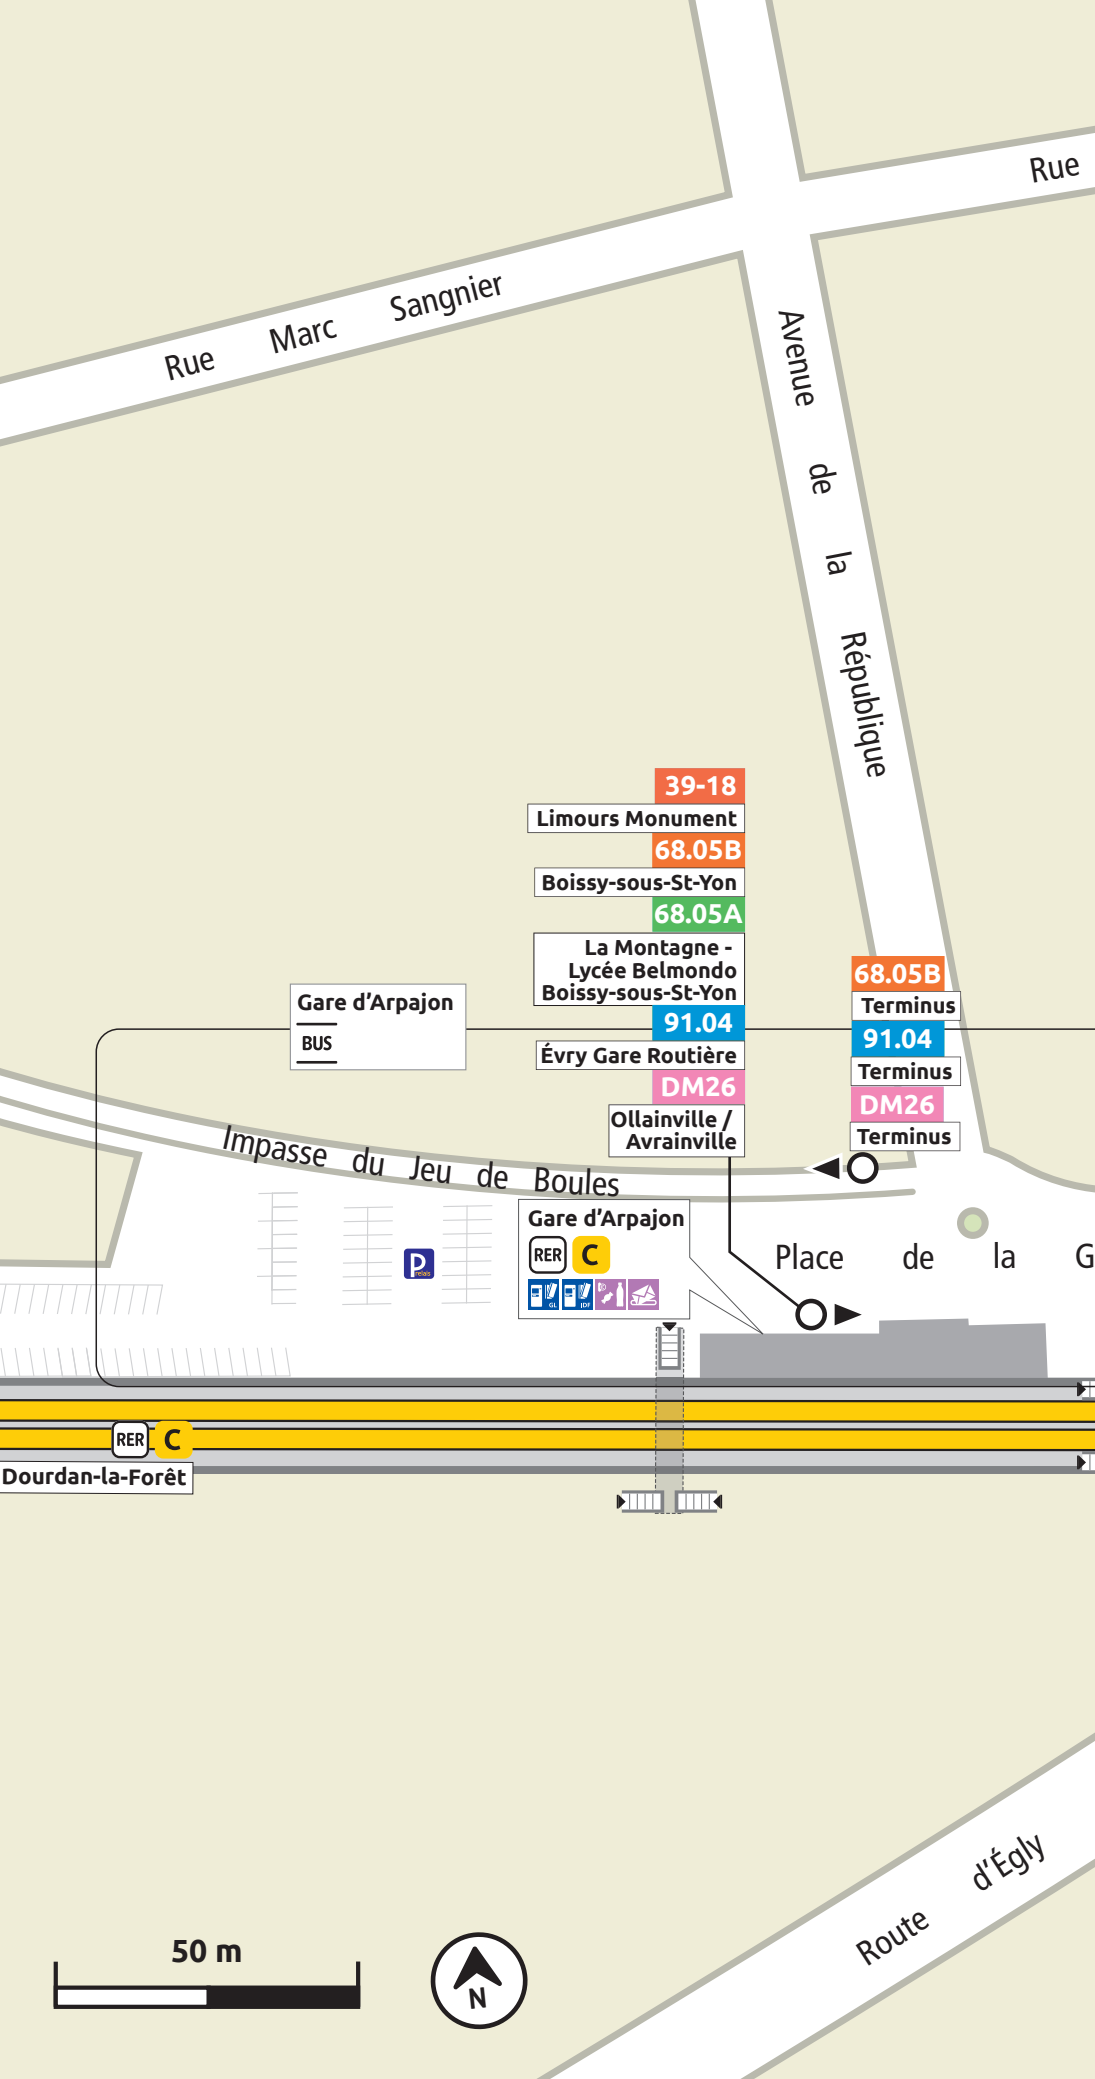 Rue
Rue Marc Sangnier
Avenue de la République
39-18
Limours Monument
68.05B
Boissy-sous-St-Yon
68.05A
La Montagne -
Lycée Belmondo
Boissy-sous-St-Yon
91.04
Évry Gare Routière
DM26
Ollainville /
Avrainville
68.05B
Terminus
91.04
Terminus
DM26
Terminus
Gare d'Arpajon
BUS
Impasse du Jeu de Boules
P
relais
Gare d'Arpajon
RER C
GL IDF
Place de la G
RER C
Dourdan-la-Forêt
Route d'Égly
50 m
N